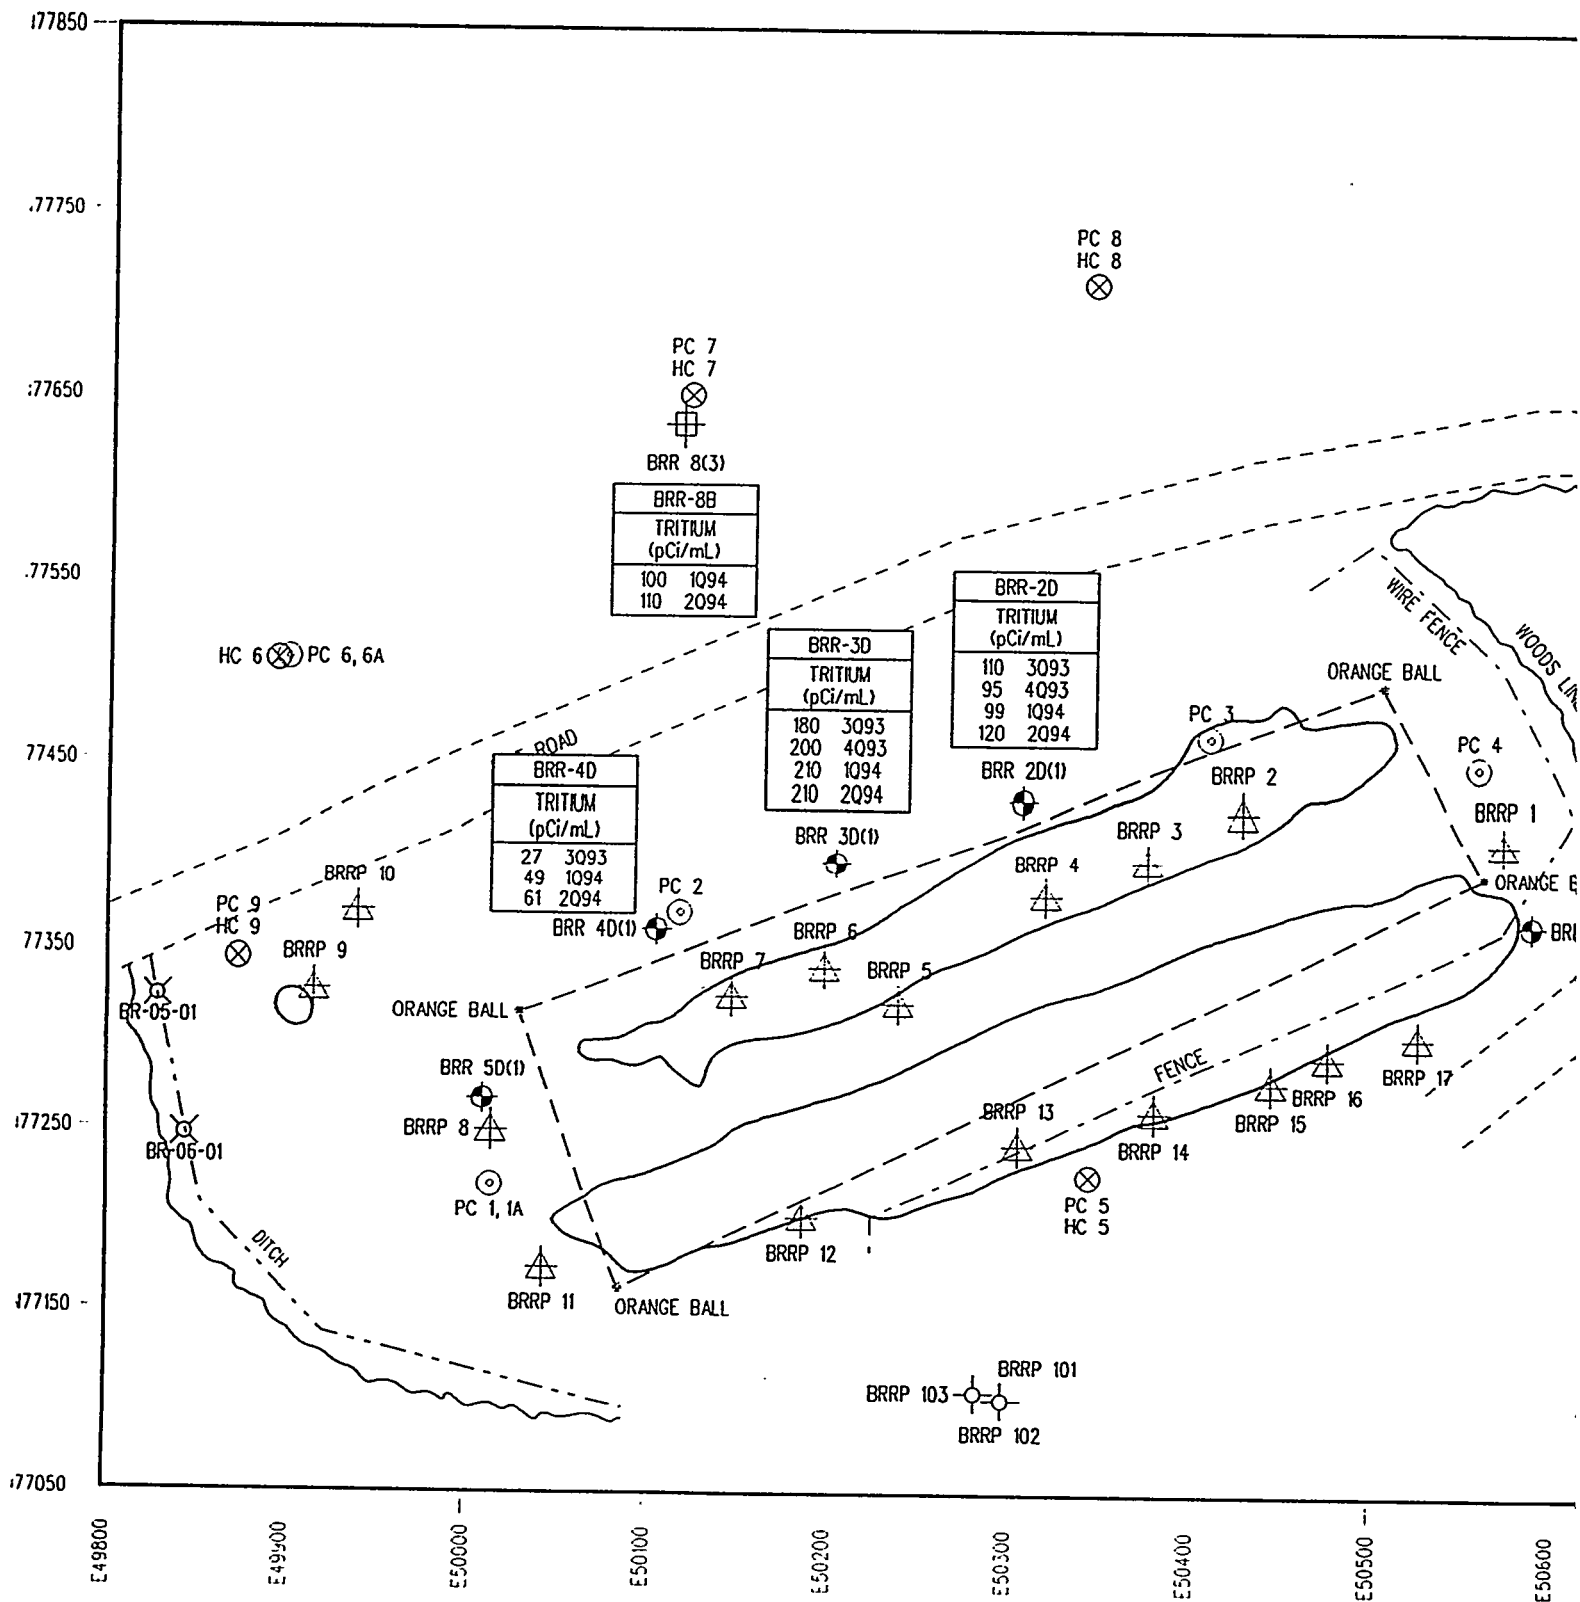 177850
.77750
PC 8
HC 8
PC 7
HC 7
:77650
BRR 8(3)
BRR-8B
TRITIUM
(pCi/mL)
100 1Q94
110 2Q94
.77550
BRR-2D
TRITIUM
(pCi/mL)
110 3Q93
95 4Q93
99 1Q94
120 2Q94
WIRE FENCE
WOODS LIN
HC 6
PC 6, 6A
BRR-3D
TRITIUM
(pCi/mL)
180 3Q93
200 4Q93
210 1Q94
210 2Q94
ORANGE BALL
PC 3
77450
ROAD
BRR-4D
TRITIUM
(pCi/mL)
27 3Q93
49 1Q94
61 2Q94
BRR 2D(1)
PC 4
BRRP 2
BRRP 1
BRR 3D(1)
BRRP 3
BRRP 4
BRRP 10
PC 2
ORANGE B
PC 9
HC 9
BRR 4D(1)
77350
BRRP 6
BRRP 9
BRRP 7
BRRP 5
BR-05-01
ORANGE BALL
BRR 5D(1)
FENCE
BRRP 17
BRRP 16
BRRP 15
BRRP 13
BRRP 14
177250
BRRP 8
BR-06-01
PC 1, 1A
PC 5
HC 5
DITCH
BRRP 12
BRRP 11
177150
ORANGE BALL
BRRP 103
BRRP 101
BRRP 102
177050
E49800
E49900
E50000
E50100
E50200
E50300
E50400
E50500
E50600